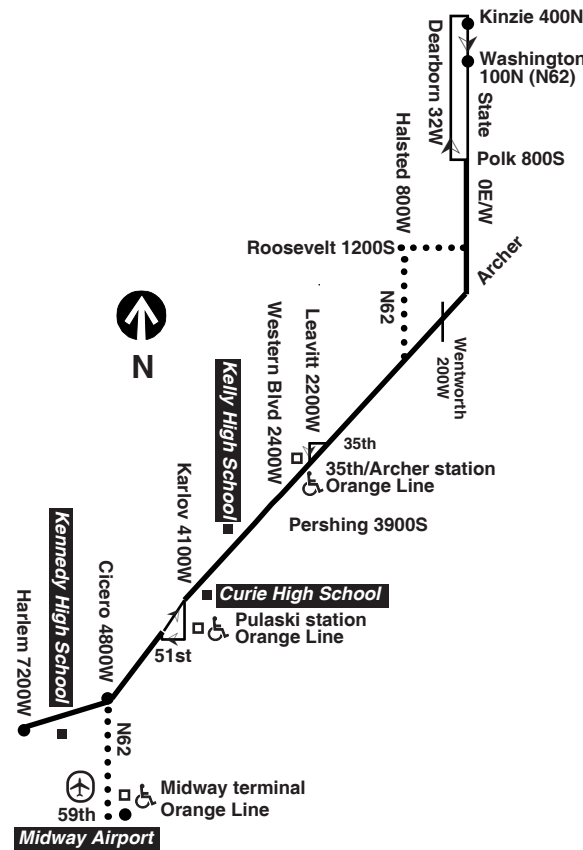 Kinzie 400N
Washington
100N (N62)
Dearborn 32W
State
Polk 800S
0E/W
Halsted 800W
Roosevelt 1200S
Archer
N62
Wentworth
200W
N
Leavitt 2200W
Western Blvd 2400W
Kelly High School
35th
35th/Archer station
Orange Line
Pershing 3900S
Karlov 4100W
Curie High School
Pulaski station
Orange Line
51st
Kennedy High School
Cicero 4800W
Harlem 7200W
N62
Midway terminal
Orange Line
59th
Midway Airport